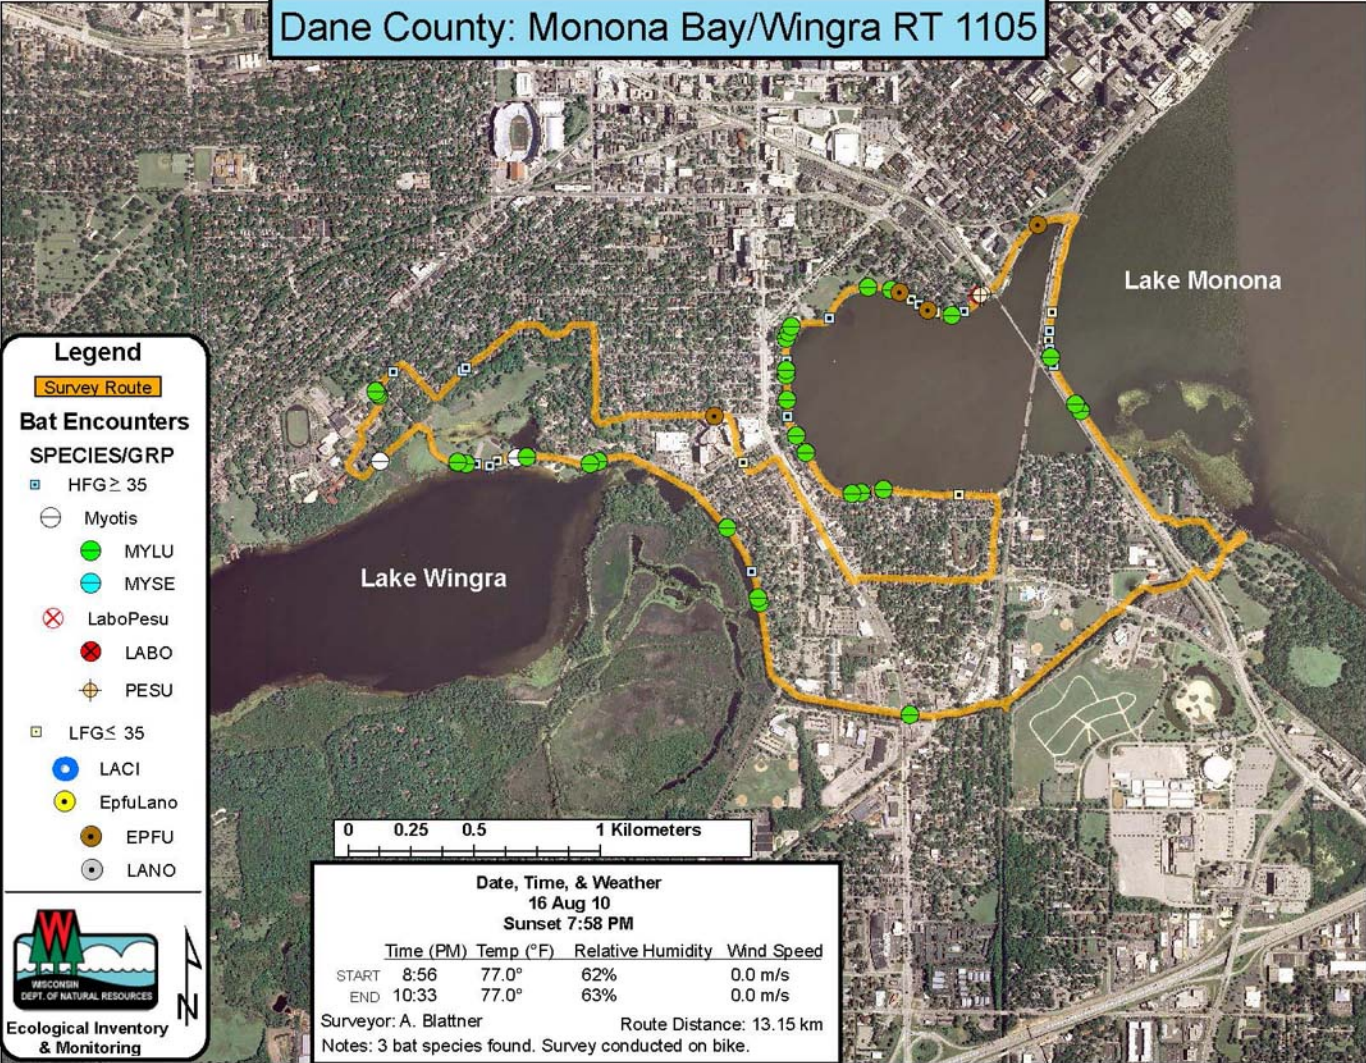 Dane County: Monona Bay/Wingra RT 1105
Lake Monona
Lake Wingra
Legend
Survey Route
Bat Encounters
SPECIES/GRP
HFG≥ 35
Myotis
MYLU
MYSE
LaboPesu
LABO
PESU
LFG≤ 35
LACI
EpfuLano
EPFU
LANO
W
WISCONSIN
DEPT. OF NATURAL RESOURCES
N
Ecological Inventory
& Monitoring
0 0.25 0.5 1 Kilometers
Date, Time, & Weather
16 Aug 10
Sunset 7:58 PM
Time (PM) Temp (°F) Relative Humidity Wind Speed
START 8:56 77.0° 62% 0.0 m/s
END 10:33 77.0° 63% 0.0 m/s
Surveyor: A. Blattner Route Distance: 13.15 km
Notes: 3 bat species found. Survey conducted on bike.